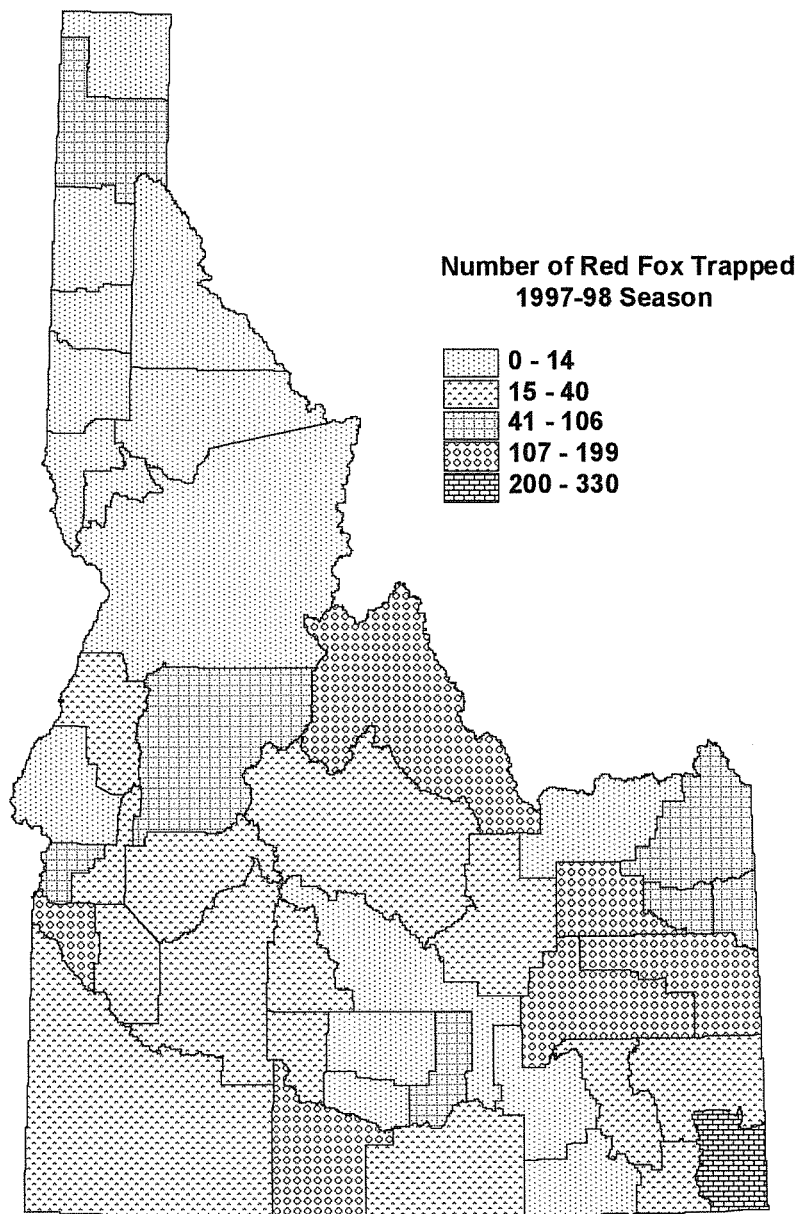 Number of Red Fox Trapped
1997-98 Season
0 - 14
15 - 40
41 - 106
107 - 199
200 - 330